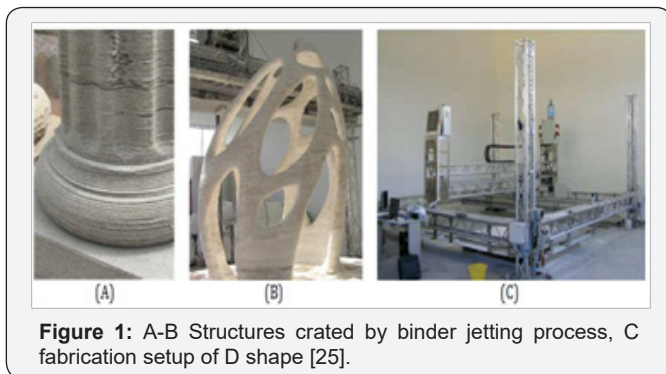 (A) (B) (C)
Figure 1: A-B Structures crated by binder jetting process, C
fabrication setup of D shape [25].